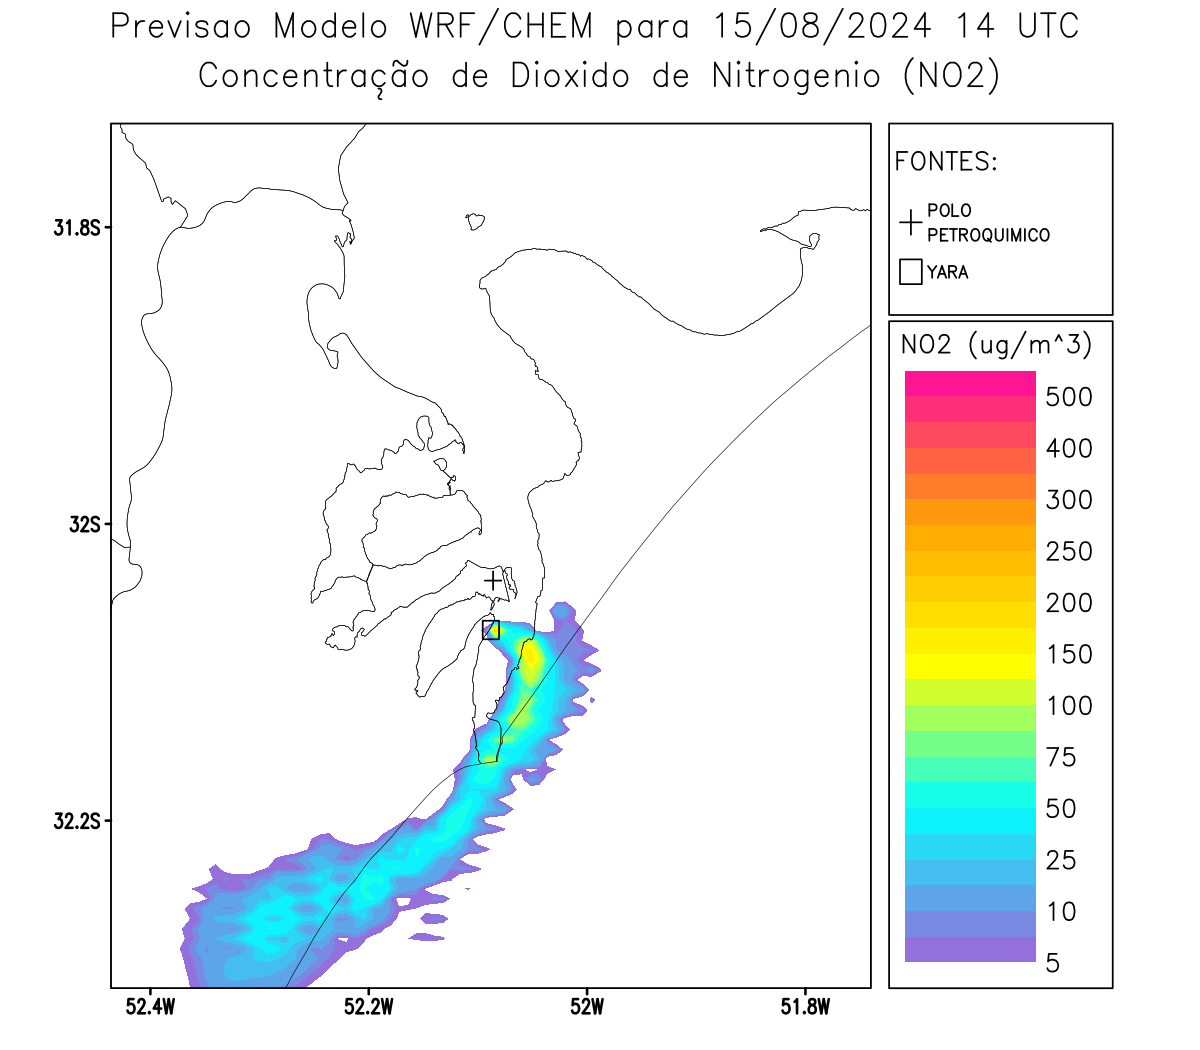 Previsao Modelo WRF/CHEM para 15/08/2024 14 UTC
Concentração de Dioxido de Nitrogenio (NO2)
FONTES:
POLO
PETROQUIMICO
YARA
NO2 (ug/m^3)
500
400
300
250
200
150
100
75
50
25
10
5
31.8S
32S
32.2S
52.4W
52.2W
52W
51.8W